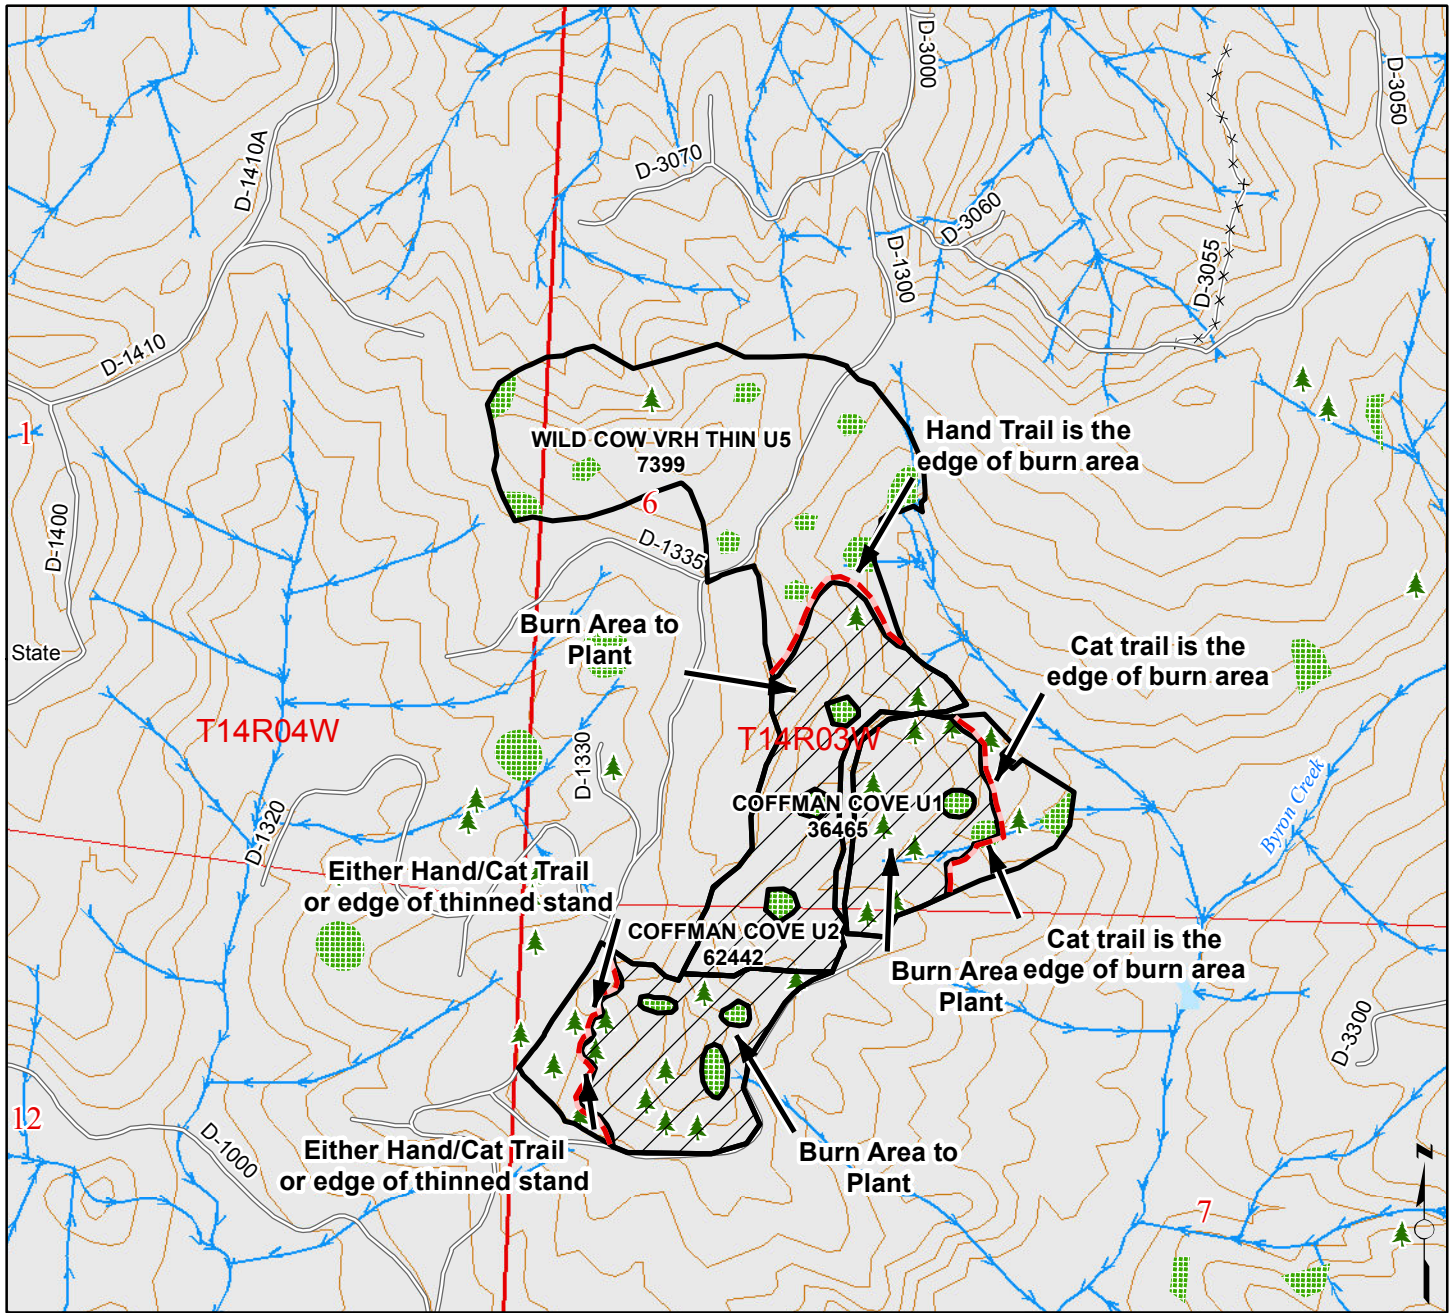 D-3000
D-3050
D-1410A
D-3070
D-3060
D-1300
D-3055
D-1410
Hand Trail is the
edge of burn area
WILD COW VRH THIN U5
7399
1
6
D-1400
D-1335
Burn Area to
Plant
State
Cat trail is the
edge of burn area
T14R04W
T14R03W
D-1330
COFFMAN COVE U1
36465
Byron Creek
D-1320
Either Hand/Cat Trail
or edge of thinned stand
COFFMAN COVE U2
62442
Cat trail is the
edge of burn area
Burn Area
Plant
D-3300
12
D-1000
Either Hand/Cat Trail
or edge of thinned stand
Burn Area to
Plant
7
N